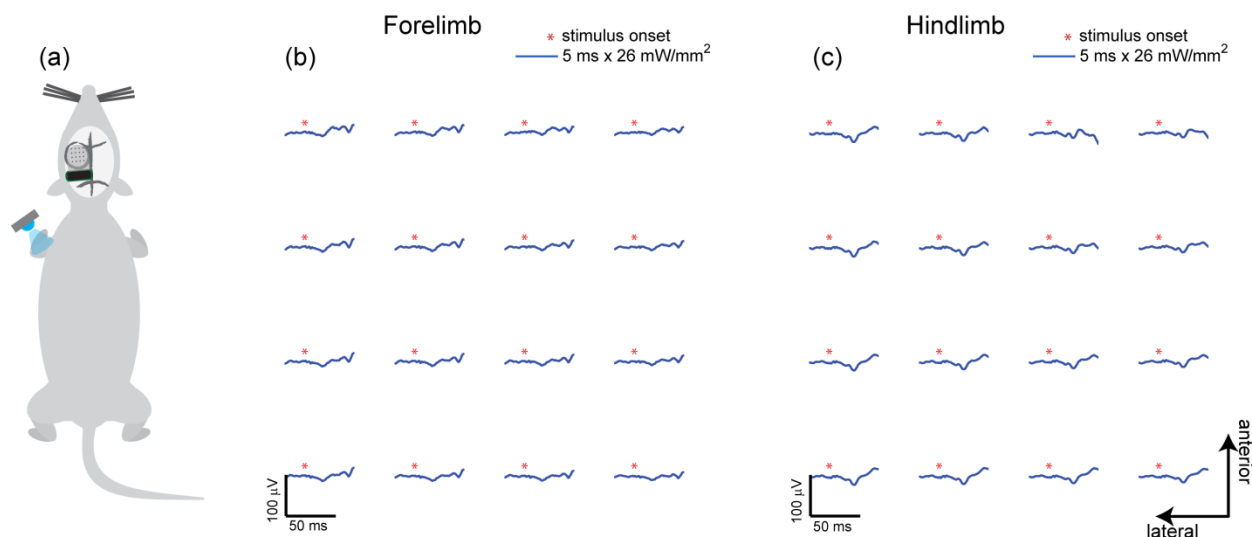 Forelimb
Hindlimb
(a)
(b)
* stimulus onset
5 ms x 26 mW/mm²
(c)
* stimulus onset
5 ms x 26 mW/mm²
* * * * * * * *
* * * * * * * *
* * * * * * * *
* * * * * * * *
100 μV
50 ms
100 μV
50 ms
anterior
lateral